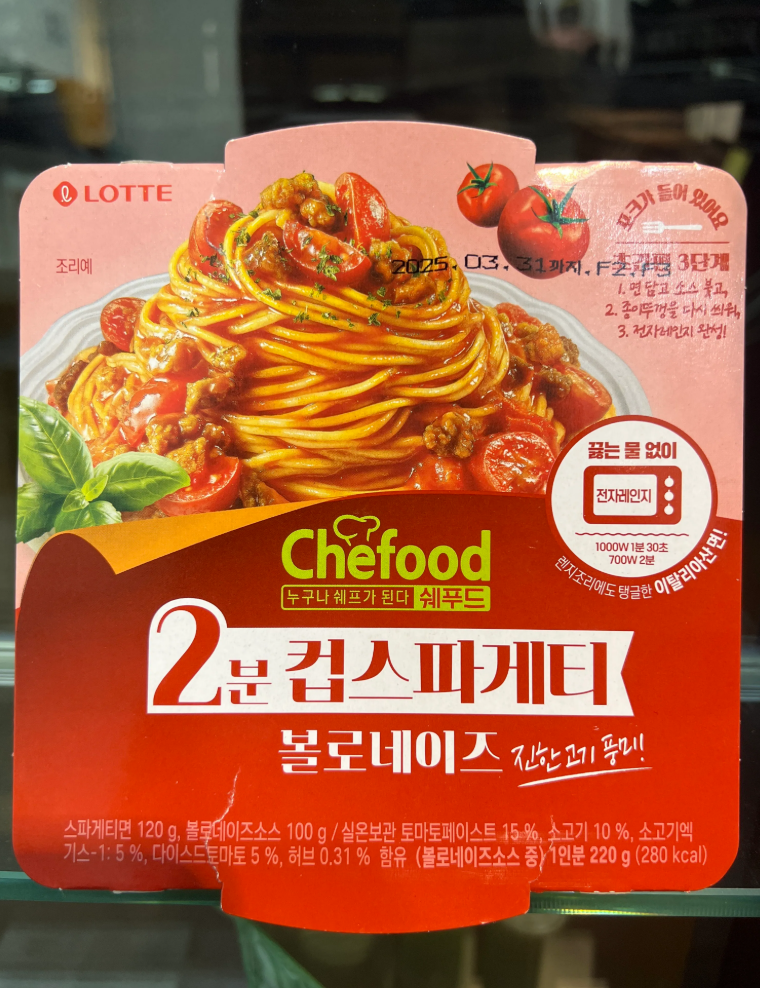 LOTTE
조리예
포크가 들어 있어요
2025.03.31까지.F2
초간편 3단계
1. 면 담고 소스 붓고,
2. 종이뚜껑을 다시 씌워,
3. 전자레인지 완성!
끓는 물 없이
전자레인지
1000W 1분 30초
700W 2분
렌지조리에도 탱글한 이탈리아산 면!
Chefood
누구나 쉐프가 된다 쉐푸드
2분 컵스파게티
볼로네이즈 진한 고기 풍미!
스파게티면 120 g, 볼로네이즈소스 100 g / 실온보관 토마토페이스트 15 %, 소고기 10 %, 소고기엑
기스-1: 5 %, 다이스드토마토 5 %, 허브 0.31 % 함유 (볼로네이즈소스 중) 1인분 220 g (280 kcal)